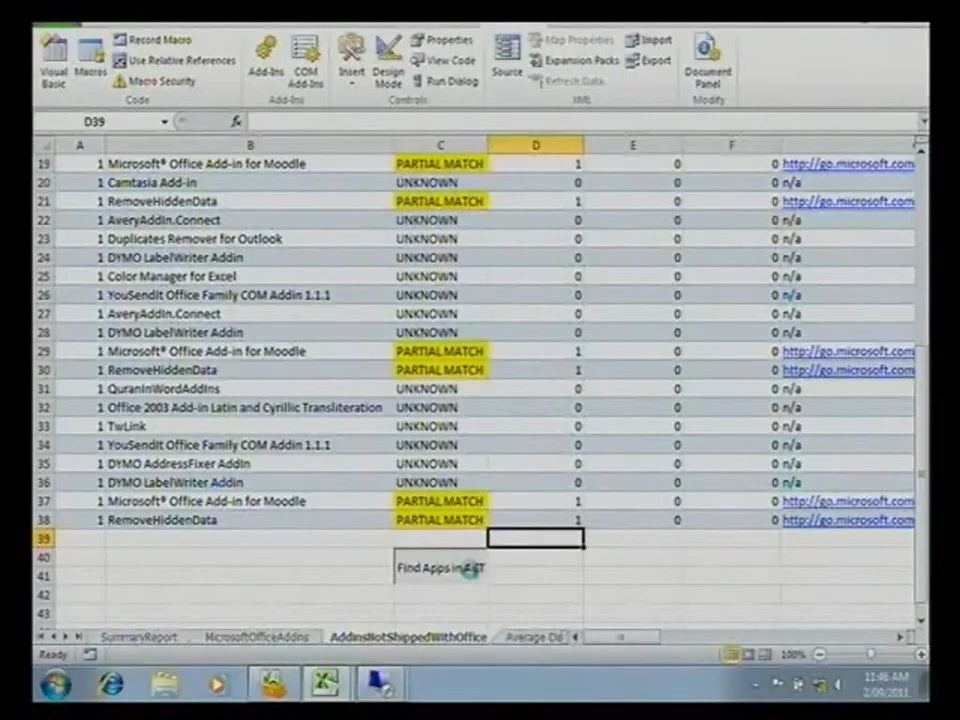 Record Macro
Use Relative References
Macro Security
Visual Basic
Macros
Code
Add-Ins
COM Add-Ins
Add-Ins
Insert
Design Mode
Properties
View Code
Run Dialog
Controls
Source
Map Properties
Expansion Packs
Refresh Data
Import
Export
XML
Document Panel
Modify
D39 fx
A B C D E F
19 1 Microsoft® Office Add-in for Moodle PARTIAL MATCH 1 0 0 http://go.microsoft.com
20 1 Camtasia Add-in UNKNOWN 0 0 0 n/a
21 1 RemoveHiddenData PARTIAL MATCH 1 0 0 http://go.microsoft.com
22 1 AveryAddIn.Connect UNKNOWN 0 0 0 n/a
23 1 Duplicates Remover for Outlook UNKNOWN 0 0 0 n/a
24 1 DYMO LabelWriter Addin UNKNOWN 0 0 0 n/a
25 1 Color Manager for Excel UNKNOWN 0 0 0 n/a
26 1 YouSendIt Office Family COM Addin 1.1.1 UNKNOWN 0 0 0 n/a
27 1 AveryAddIn.Connect UNKNOWN 0 0 0 n/a
28 1 DYMO LabelWriter Addin UNKNOWN 0 0 0 n/a
29 1 Microsoft® Office Add-in for Moodle PARTIAL MATCH 1 0 0 http://go.microsoft.com
30 1 RemoveHiddenData PARTIAL MATCH 1 0 0 http://go.microsoft.com
31 1 QuranInWordAddIns UNKNOWN 0 0 0 n/a
32 1 Office 2003 Add-in Latin and Cyrillic Transliteration UNKNOWN 0 0 0 n/a
33 1 TwLink UNKNOWN 0 0 0 n/a
34 1 YouSendIt Office Family COM Addin 1.1.1 UNKNOWN 0 0 0 n/a
35 1 DYMO AddressFixer AddIn UNKNOWN 0 0 0 n/a
36 1 DYMO LabelWriter Addin UNKNOWN 0 0 0 n/a
37 1 Microsoft® Office Add-in for Moodle PARTIAL MATCH 1 0 0 http://go.microsoft.com
38 1 RemoveHiddenData PARTIAL MATCH 1 0 0 http://go.microsoft.com
39
40
Find Apps in ACT
41
42
43
SummaryReport MicrosoftOfficeAddins AddinsNotShippedWithOffice Average De
Ready 100%
11:46 AM
2/09/2011